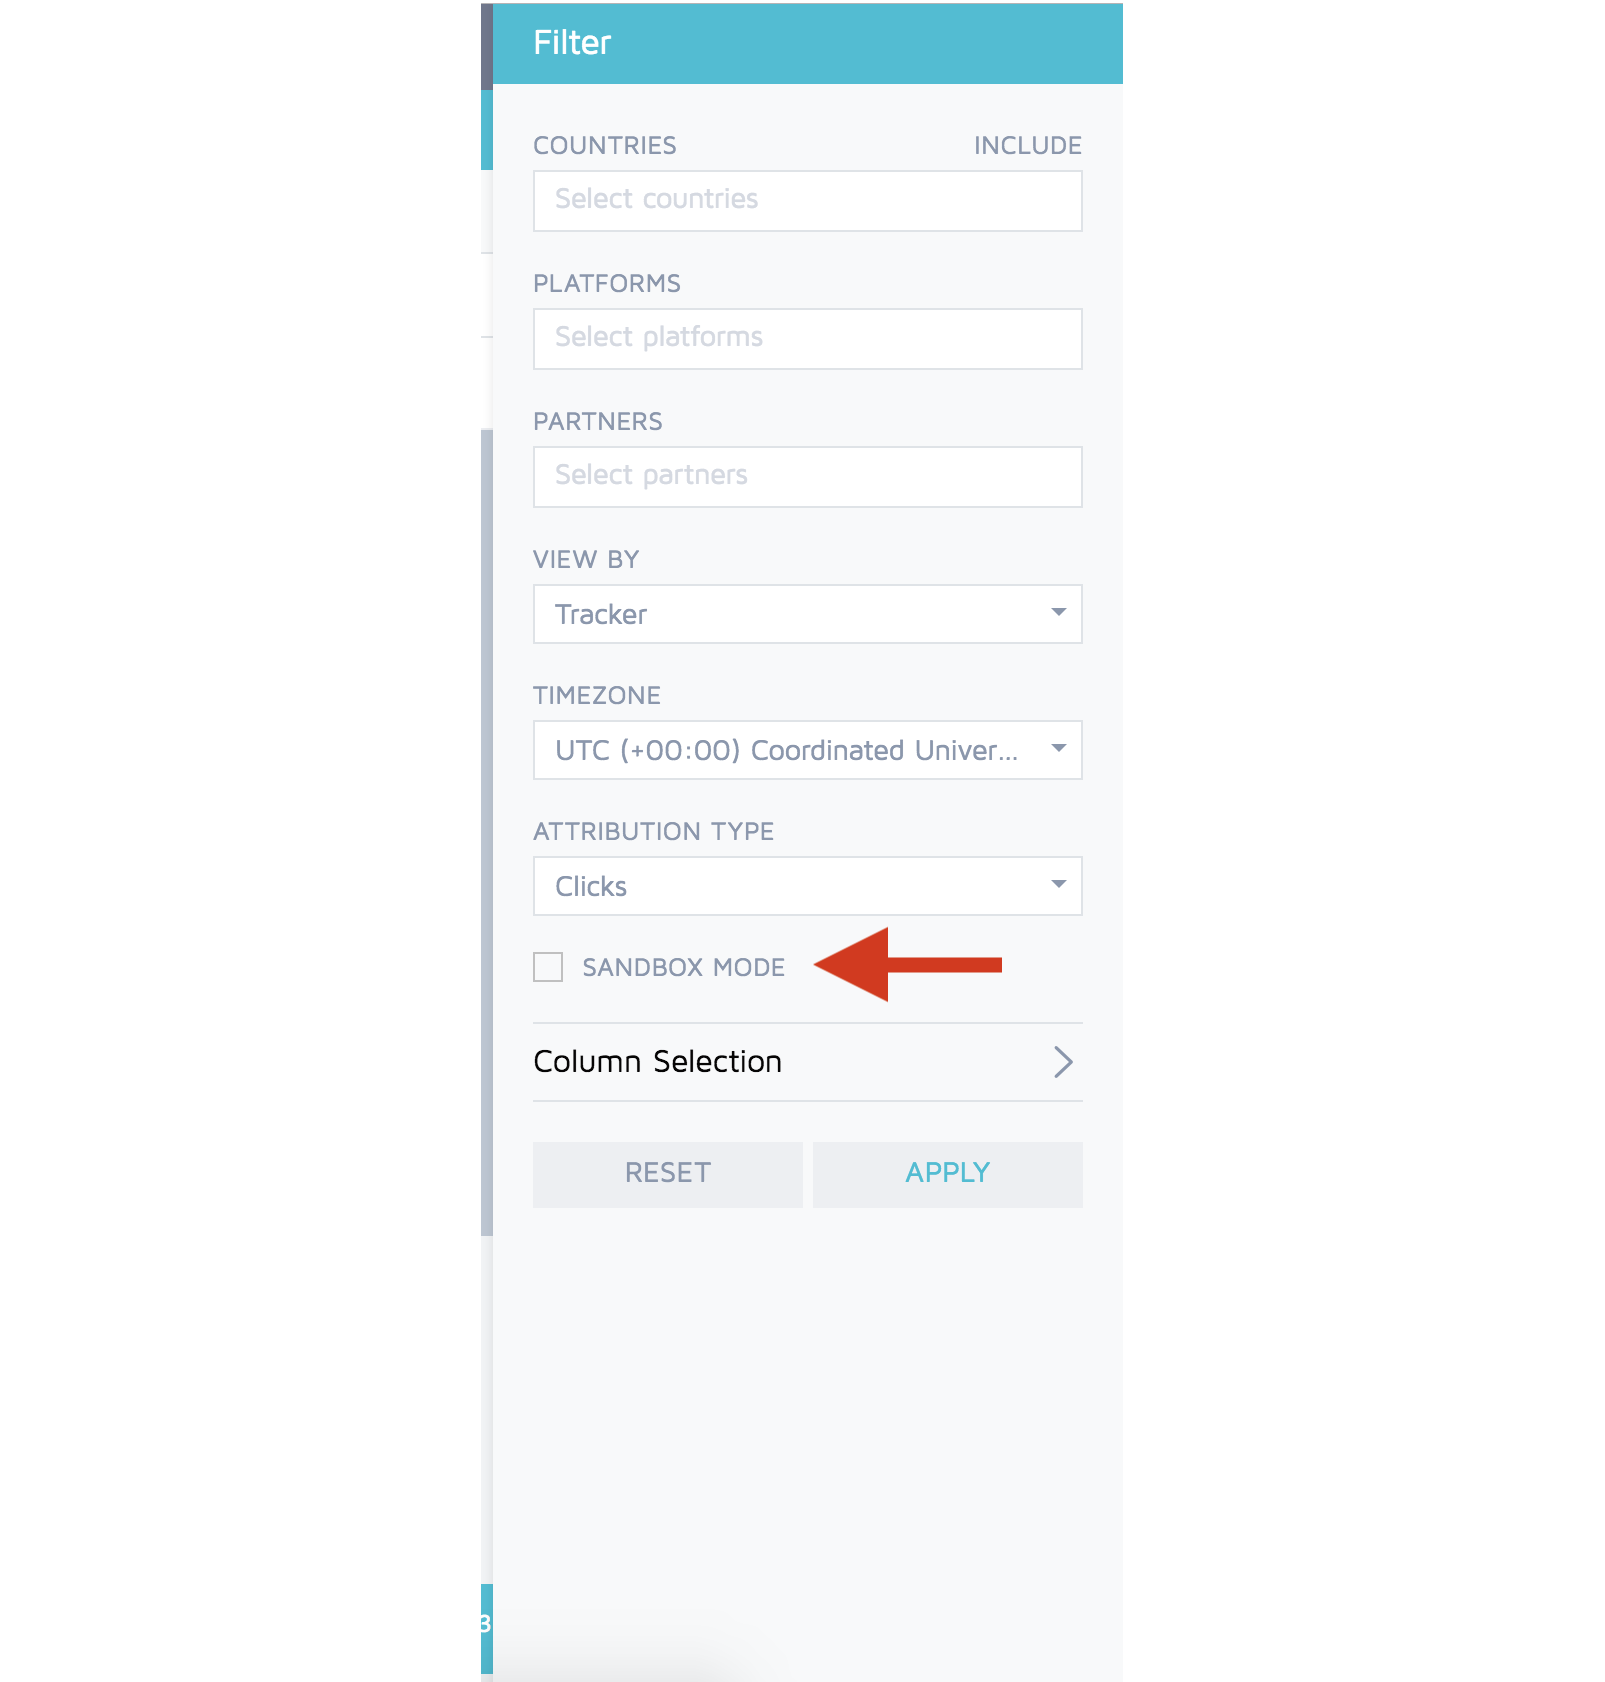 Filter
COUNTRIES INCLUDE
Select countries
PLATFORMS
Select platforms
PARTNERS
Select partners
VIEW BY
Tracker
TIMEZONE
UTC (+00:00) Coordinated Univer...
ATTRIBUTION TYPE
Clicks
SANDBOX MODE
Column Selection
RESET APPLY
3